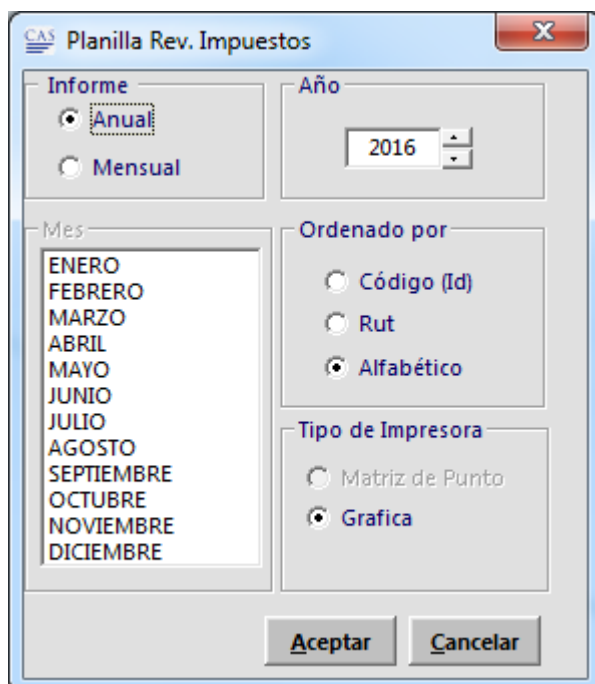 CAS Planilla Rev. Impuestos
Informe
Anual
Mensual
Año
2016
Mes
ENERO
FEBRERO
MARZO
ABRIL
MAYO
JUNIO
JULIO
AGOSTO
SEPTIEMBRE
OCTUBRE
NOVIEMBRE
DICIEMBRE
Ordenado por
Código (Id)
Rut
Alfabético
Tipo de Impresora
Matriz de Punto
Grafica
Aceptar Cancelar